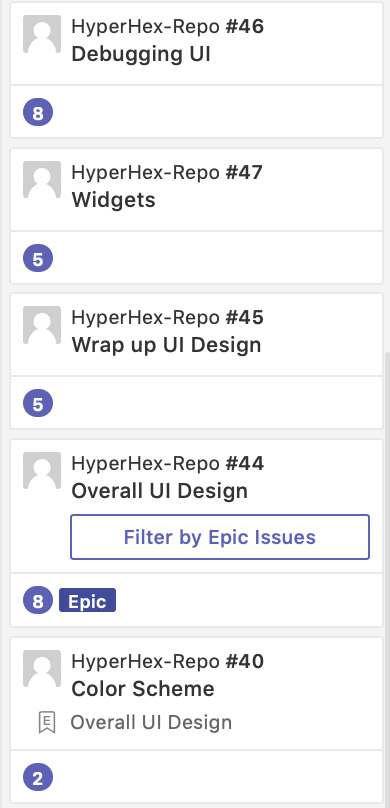 HyperHex-Repo #46
Debugging UI
8
HyperHex-Repo #47
Widgets
5
HyperHex-Repo #45
Wrap up UI Design
5
HyperHex-Repo #44
Overall UI Design
Filter by Epic Issues
8 Epic
HyperHex-Repo #40
Color Scheme
E Overall UI Design
2